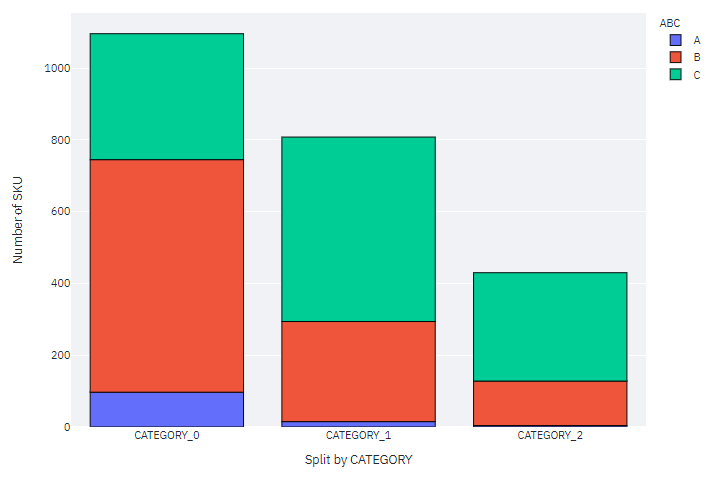 ABC
A
B
C
1000
800
600
400
200
0
Number of SKU
CATEGORY_0
CATEGORY_1
CATEGORY_2
Split by CATEGORY